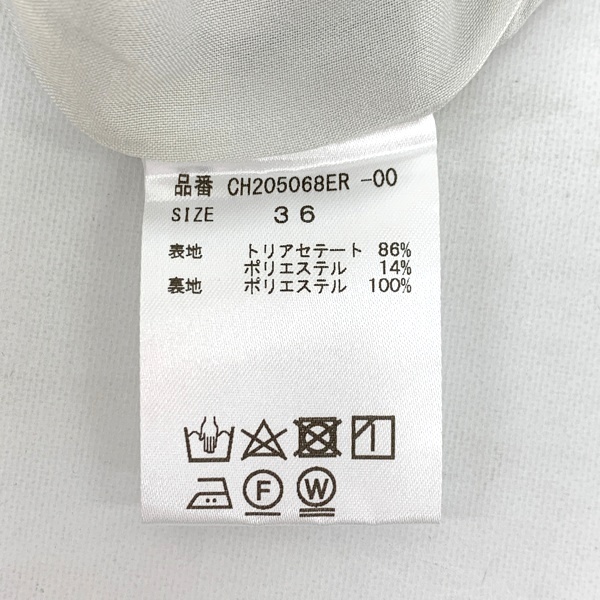 品番 CH205068ER -00
SIZE 36
表地 トリアセテート 86%
ポリエステル 14%
裏地 ポリエステル 100%
F W